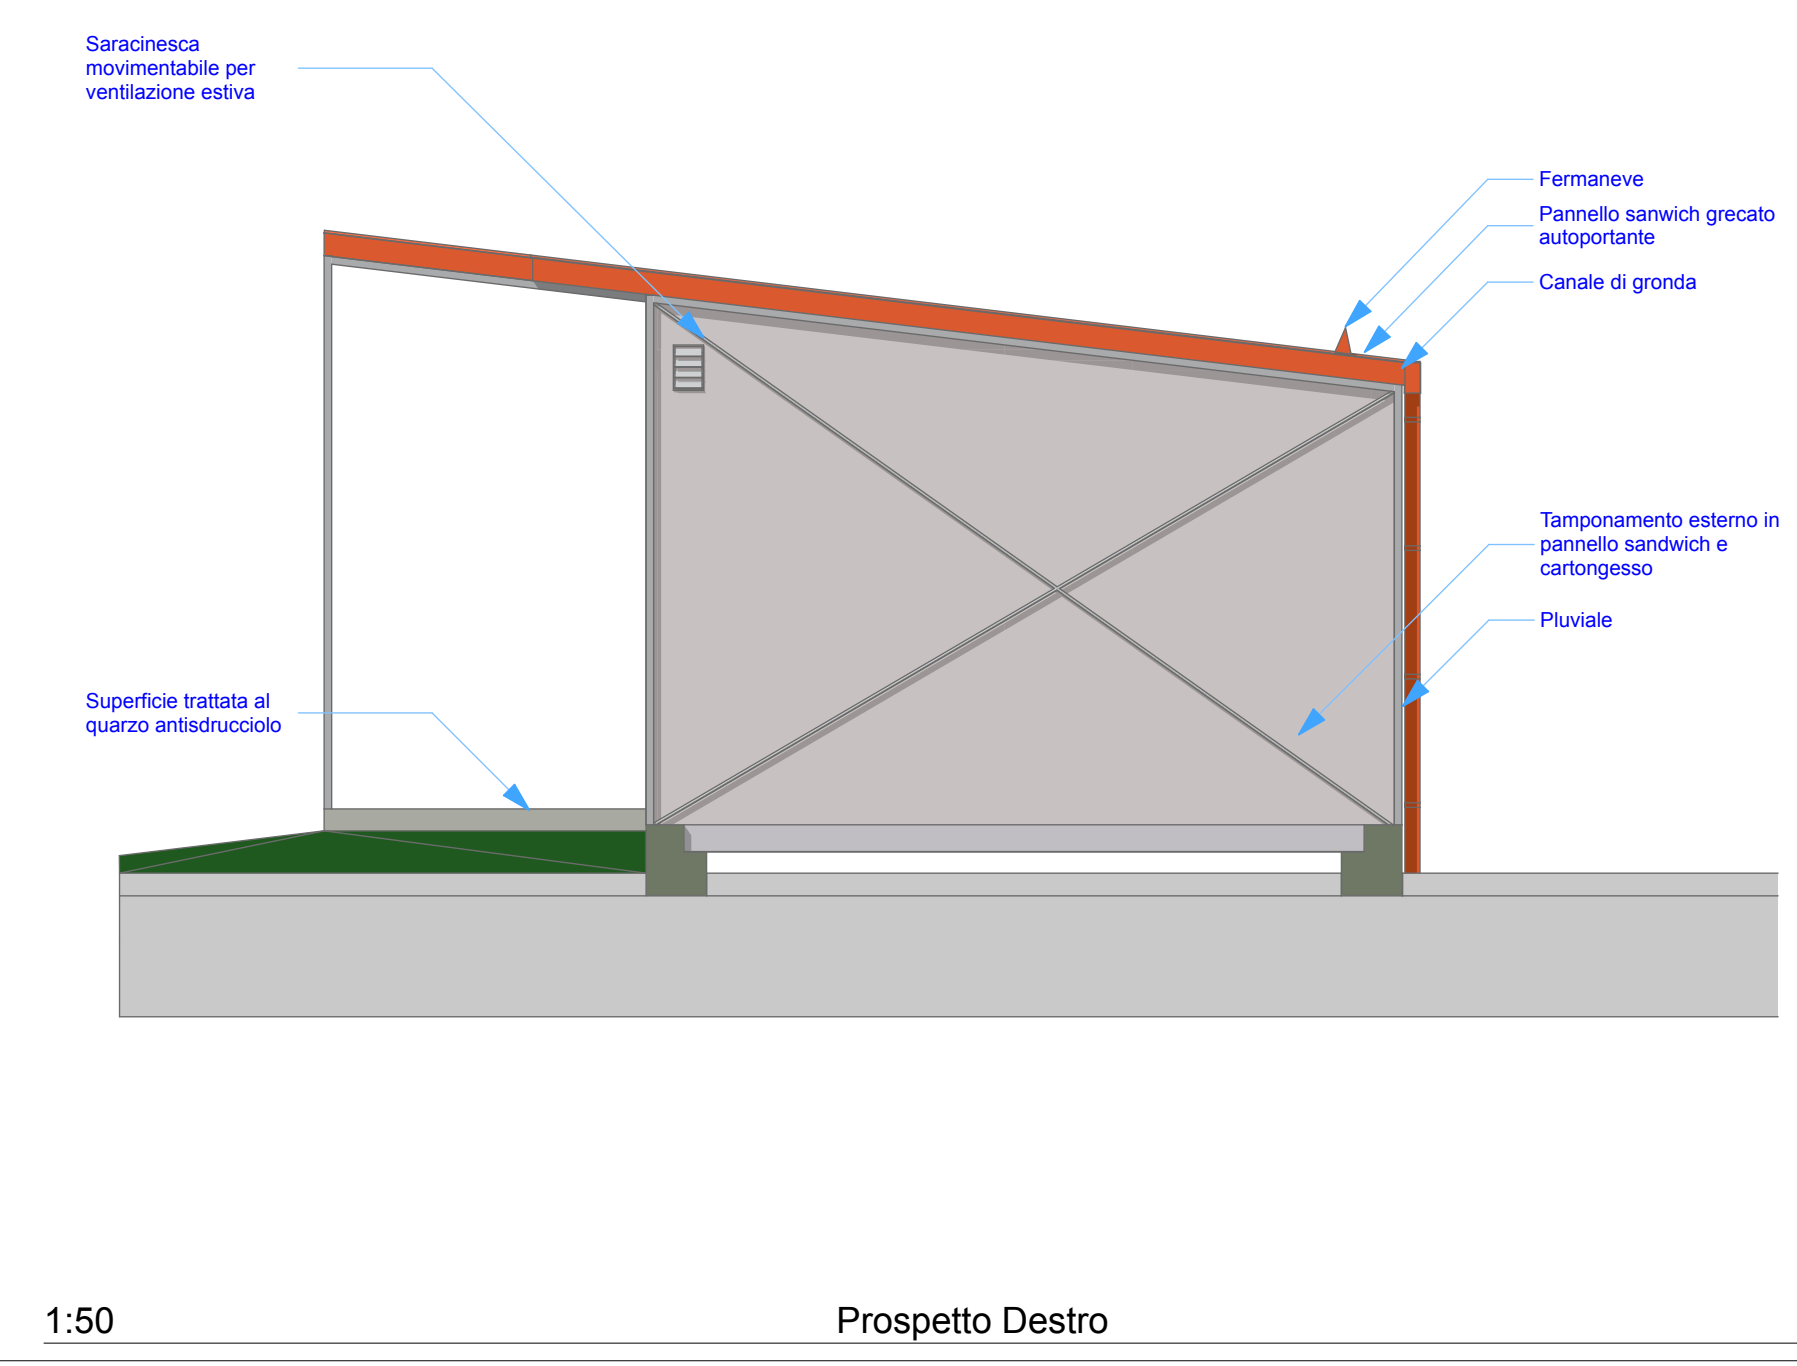 Saracinesca
movimentabile per
ventilazione estiva
Fermaneve
Pannello sanwich grecato
autoportante
Canale di gronda
Tamponamento esterno in
pannello sandwich e
cartongesso
Pluviale
Superficie trattata al
quarzo antisdrucciolo
1:50
Prospetto Destro